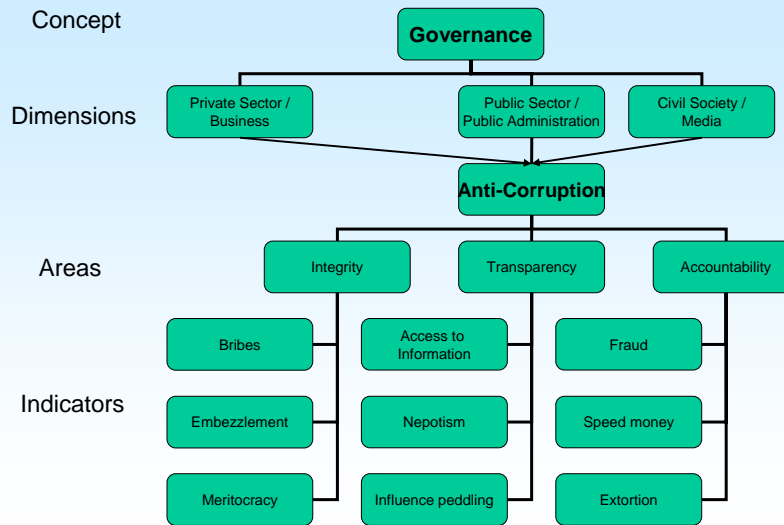 Concept
Governance
Dimensions
Private Sector /
Business
Public Sector /
Public Administration
Civil Society /
Media
Anti-Corruption
Areas
Integrity
Transparency
Accountability
Indicators
Bribes
Access to
Information
Fraud
Embezzlement
Nepotism
Speed money
Meritocracy
Influence peddling
Extortion